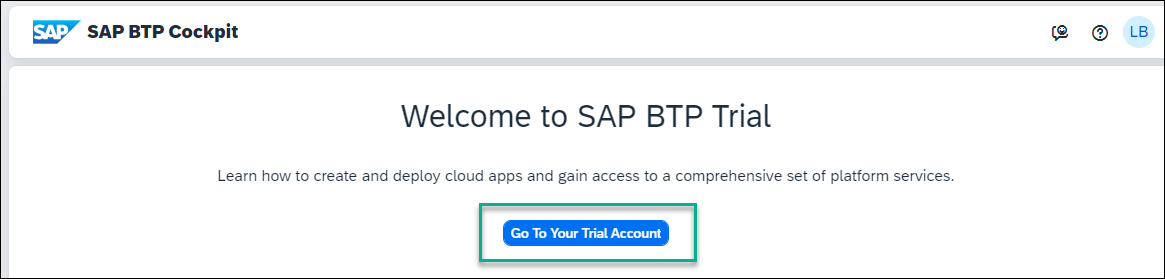 SAP SAP BTP Cockpit
LB
Welcome to SAP BTP Trial
Learn how to create and deploy cloud apps and gain access to a comprehensive set of platform services.
Go To Your Trial Account